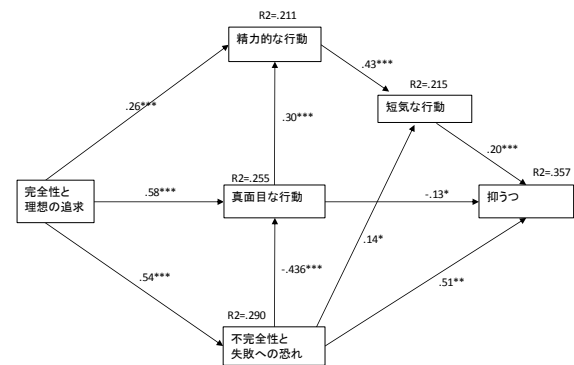 R2=.211
精力的な行動
.43***
R2=.215
短気な行動
.26***
.30***
.20***
R2=.357
R2=.255
完全性と
理想の追求
.58***
真面目な行動
-.13*
抑うつ
.54***
-.436***
.14*
.51**
R2=.290
不完全性と
失敗への恐れ